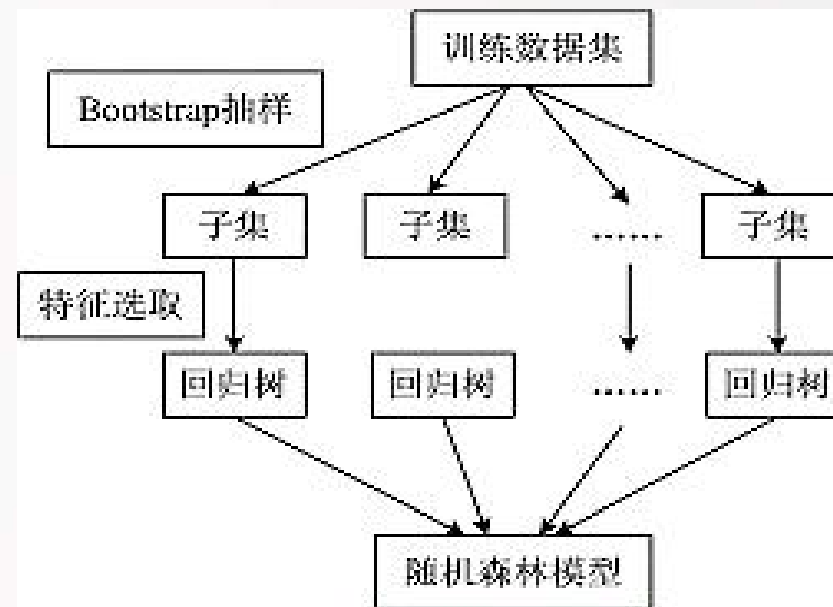 训练数据集
Bootstrap抽样
子集
子集
……
子集
特征选取
回归树
回归树
……
回归树
随机森林模型